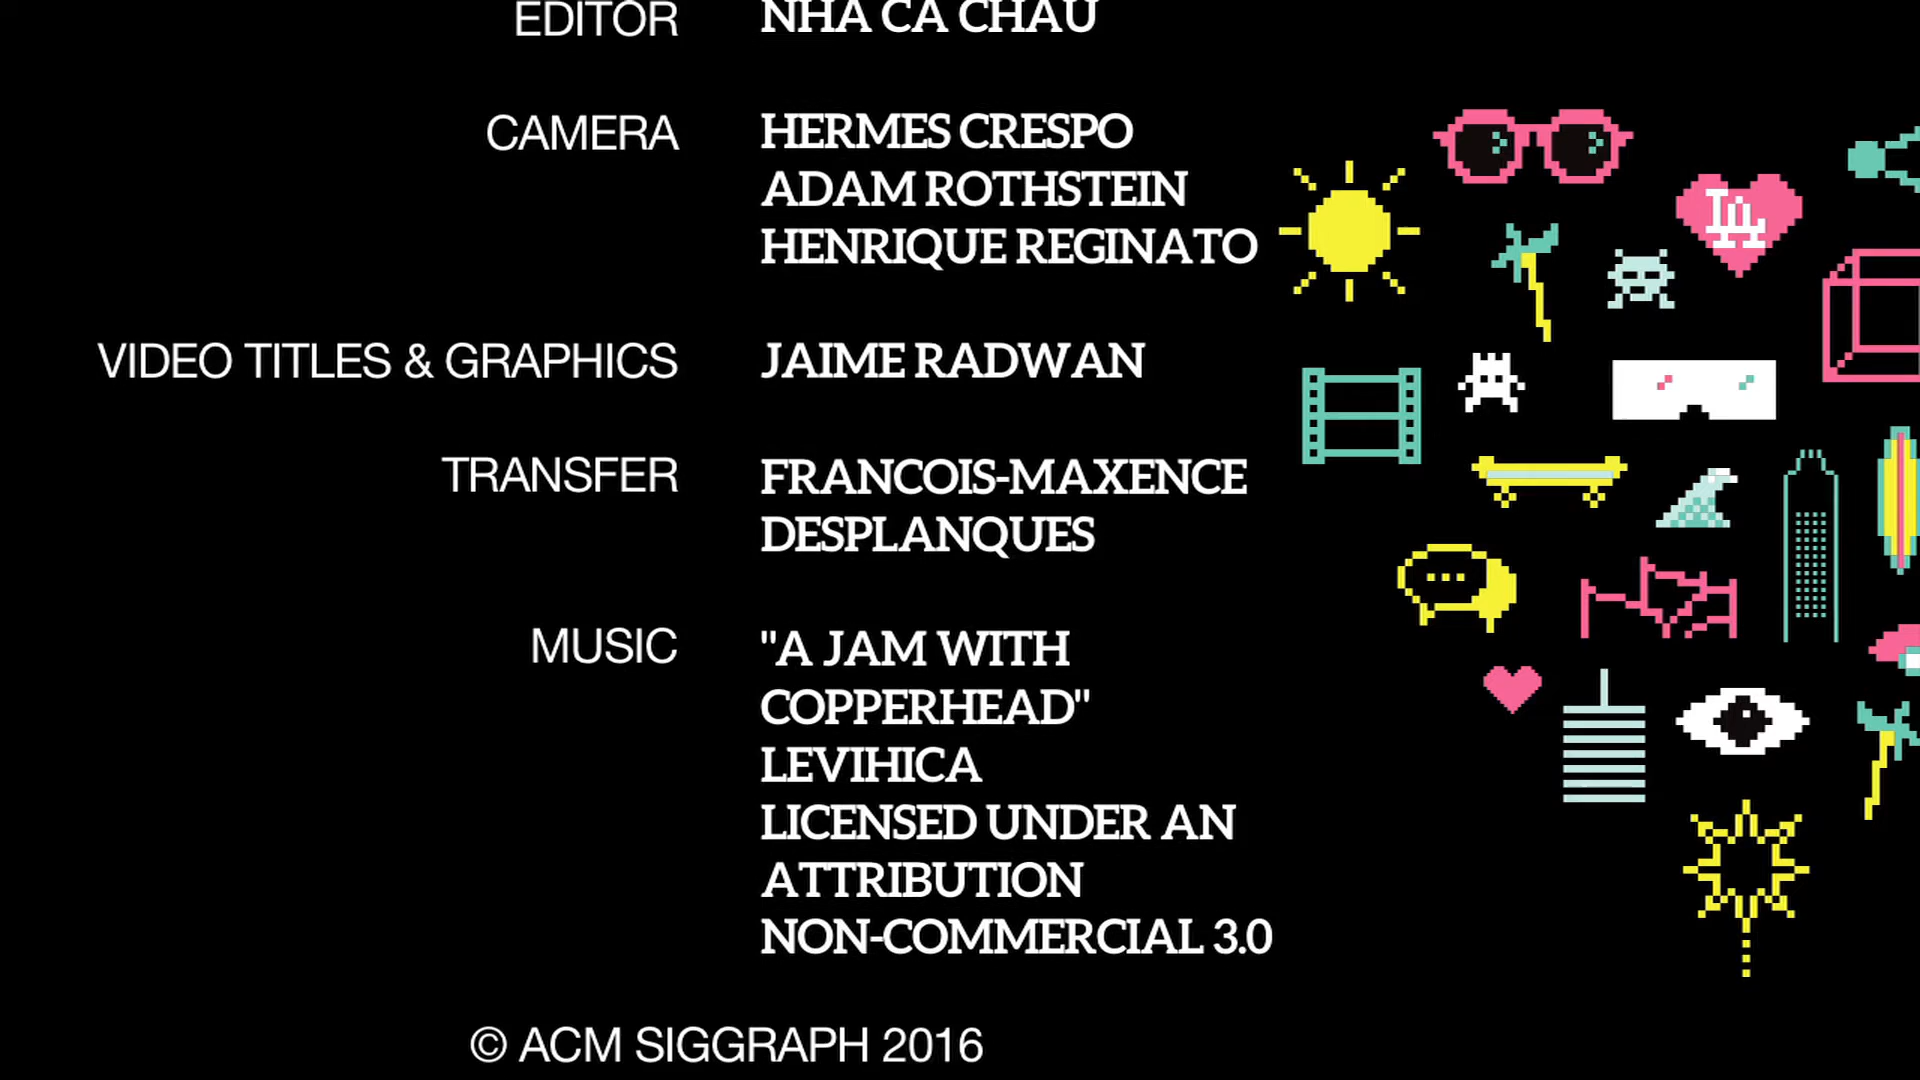 EDITOR NHA CA CHAU
CAMERA HERMES CRESPO
ADAM ROTHSTEIN
HENRIQUE REGINATO
VIDEO TITLES & GRAPHICS JAIME RADWAN
TRANSFER FRANCOIS-MAXENCE
DESPLANQUES
MUSIC "A JAM WITH
COPPERHEAD"
LEVIHICA
LICENSED UNDER AN
ATTRIBUTION
NON-COMMERCIAL 3.0
© ACM SIGGRAPH 2016
LA